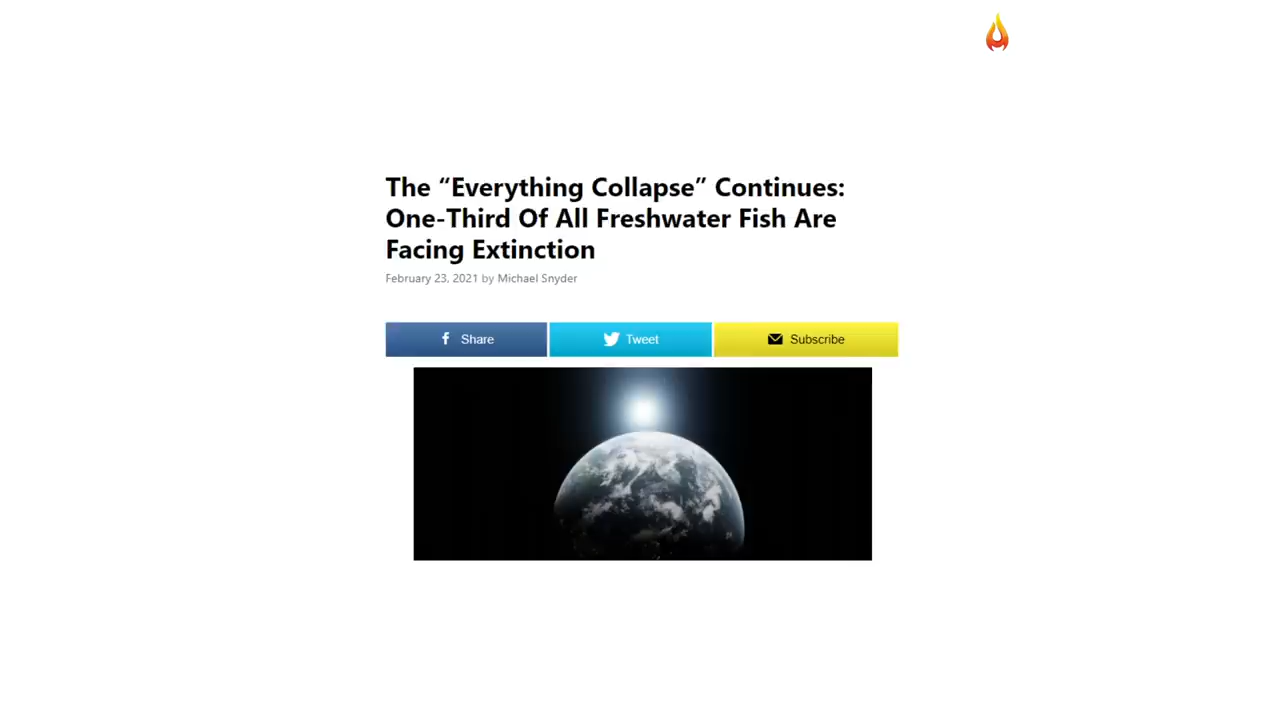 The “Everything Collapse” Continues:
One-Third Of All Freshwater Fish Are
Facing Extinction
February 23, 2021 by Michael Snyder
Share
Tweet
Subscribe